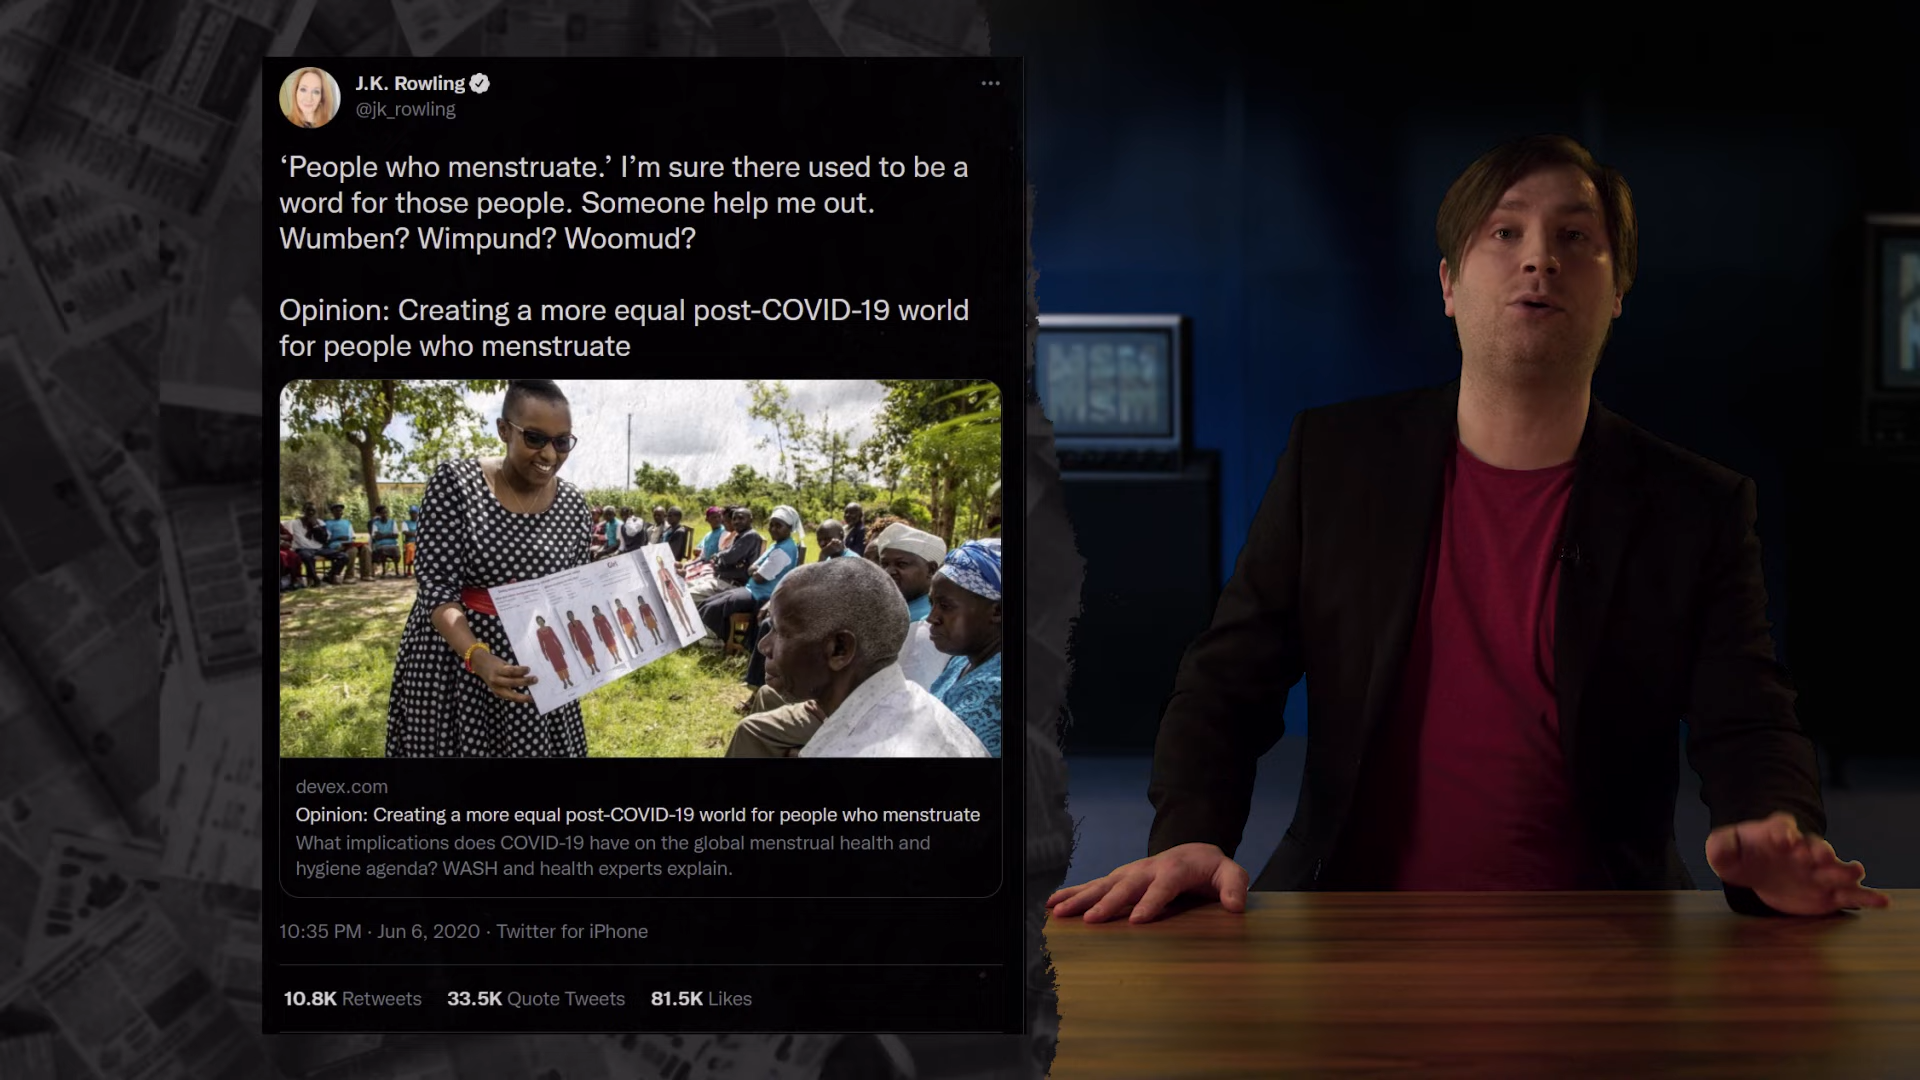 J.K. Rowling
@jk_rowling
‘People who menstruate.’ I’m sure there used to be a
word for those people. Someone help me out.
Wumben? Wimpund? Woomud?
Opinion: Creating a more equal post-COVID-19 world
for people who menstruate
Girl
devex.com
Opinion: Creating a more equal post-COVID-19 world for people who menstruate
What implications does COVID-19 have on the global menstrual health and
hygiene agenda? WASH and health experts explain.
10:35 PM · Jun 6, 2020 · Twitter for iPhone
10.8K Retweets 33.5K Quote Tweets 81.5K Likes
MSM
MSM